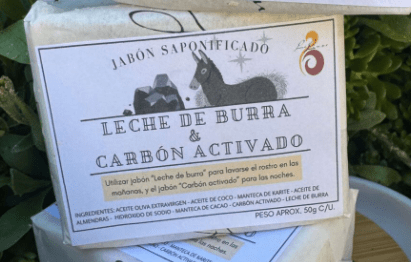 JABÓN SAPONIFICADO
LECHE DE BURRA
&
CARBÓN ACTIVADO
Utilizar jabón "Leche de burra" para lavarse el rostro en las
mañanas, y el jabón "Carbón activado" para las noches.
INGREDIENTES: ACEITE OLIVA EXTRAVIRGEN - ACEITE DE COCO - MANTECA DE KARITE - ACEITE DE
ALMENDRAS - HIDROXIDO DE SODIO - MANTECA DE CACAO - CARBÓN ACTIVADO - LECHE DE BURRA
PESO APROX. 50g C/U.